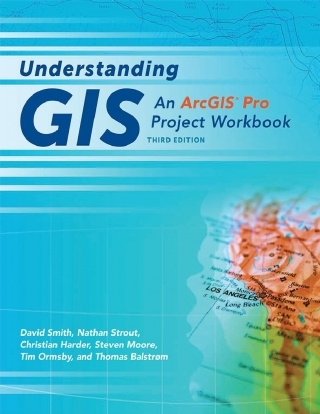 Understanding
GIS
An ArcGIS® Pro
Project Workbook
THIRD EDITION
LOS ANGELES
Long Beach
David Smith, Nathan Strout,
Christian Harder, Steven Moore,
Tim Ormsby, and Thomas Balstrøm